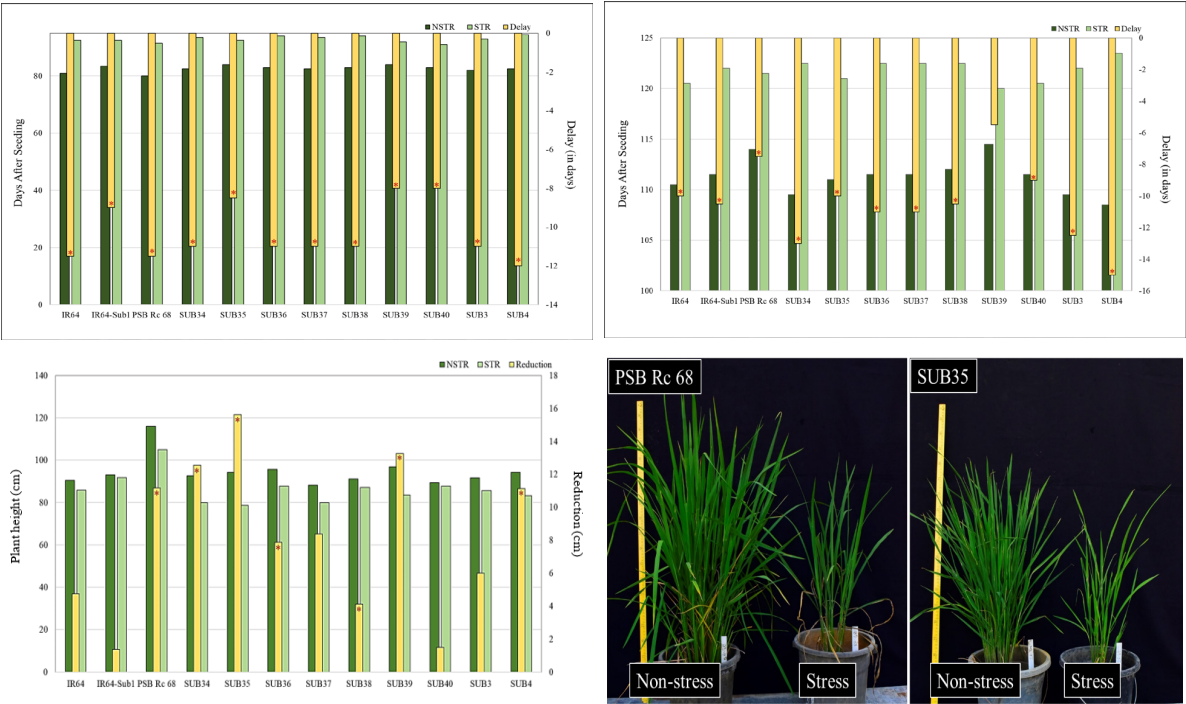 NSTR STR Delay
Days After Seeding
80
60
40
20
0
0
-2
-4
-6
-8
-10
-12
-14
Delay (in days)
* * * * * * * * * * * *
IR64 IR64-Sub1 PSB Rc 68 SUB34 SUB35 SUB36 SUB37 SUB38 SUB39 SUB40 SUB3 SUB4
NSTR STR Delay
Days After Seeding
125
120
115
110
105
100
0
-2
-4
-6
-8
-10
-12
-14
-16
Delay (in days)
* * * * * * * * * * *
IR64 IR64-Sub1 PSB Rc 68 SUB34 SUB35 SUB36 SUB37 SUB38 SUB39 SUB40 SUB3 SUB4
NSTR STR Reduction
Plant height (cm)
140
120
100
80
60
40
20
0
18
16
14
12
10
8
6
4
2
0
Reduction (cm)
* * * * * * *
IR64 IR64-Sub1 PSB Rc 68 SUB34 SUB35 SUB36 SUB37 SUB38 SUB39 SUB40 SUB3 SUB4
PSB Rc 68
Non-stress Stress
SUB35
Non-stress Stress